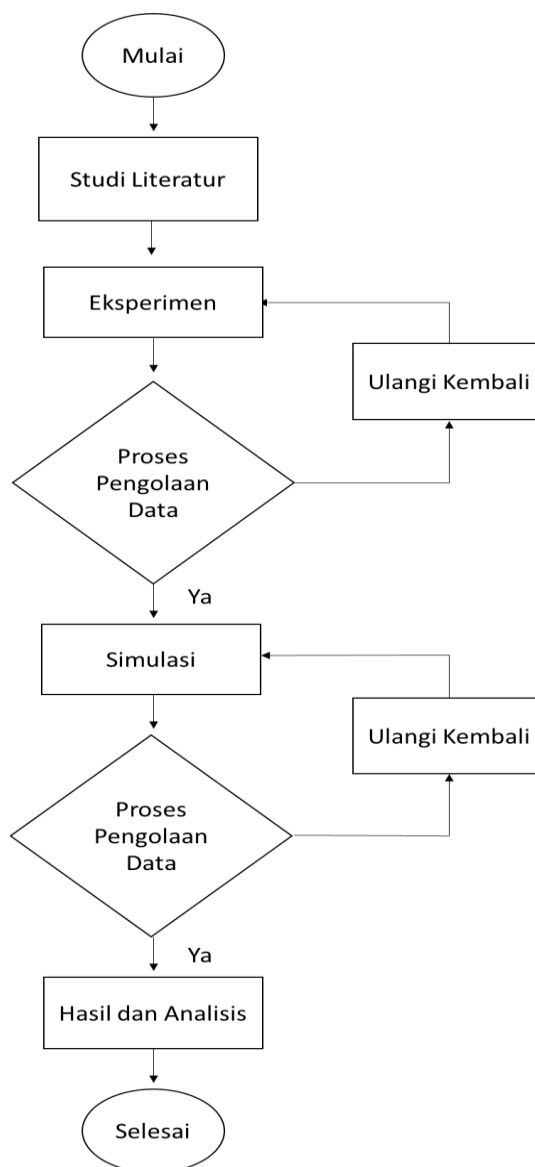 Mulai
Studi Literatur
Eksperimen
Ulangi Kembali
Proses
Pengolaan
Data
Ya
Simulasi
Ulangi Kembali
Proses
Pengolaan
Data
Ya
Hasil dan Analisis
Selesai